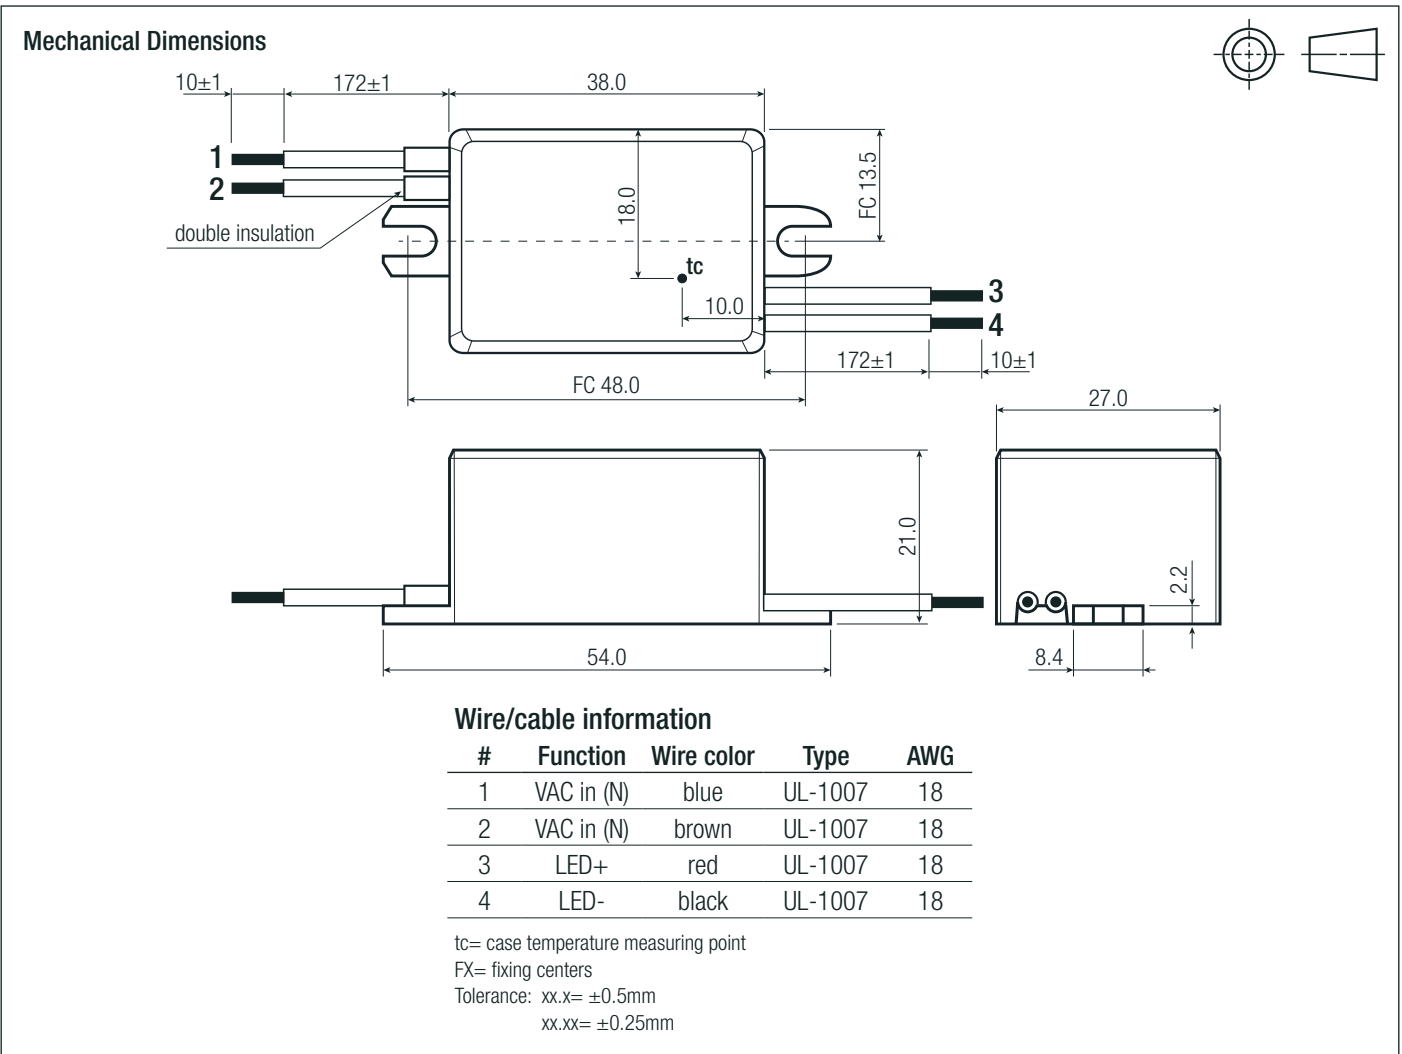 Mechanical Dimensions
10±1
172±1
38.0
1
2
double insulation
18.0
FC 13.5
tc
10.0
3
4
172±1
10±1
FC 48.0
27.0
21.0
2.2
54.0
8.4
Wire/cable information
# Function Wire color Type AWG
1 VAC in (N) blue UL-1007 18
2 VAC in (N) brown UL-1007 18
3 LED+ red UL-1007 18
4 LED- black UL-1007 18
tc= case temperature measuring point
FX= fixing centers
Tolerance: xx.x= ±0.5mm
xx.xx= ±0.25mm